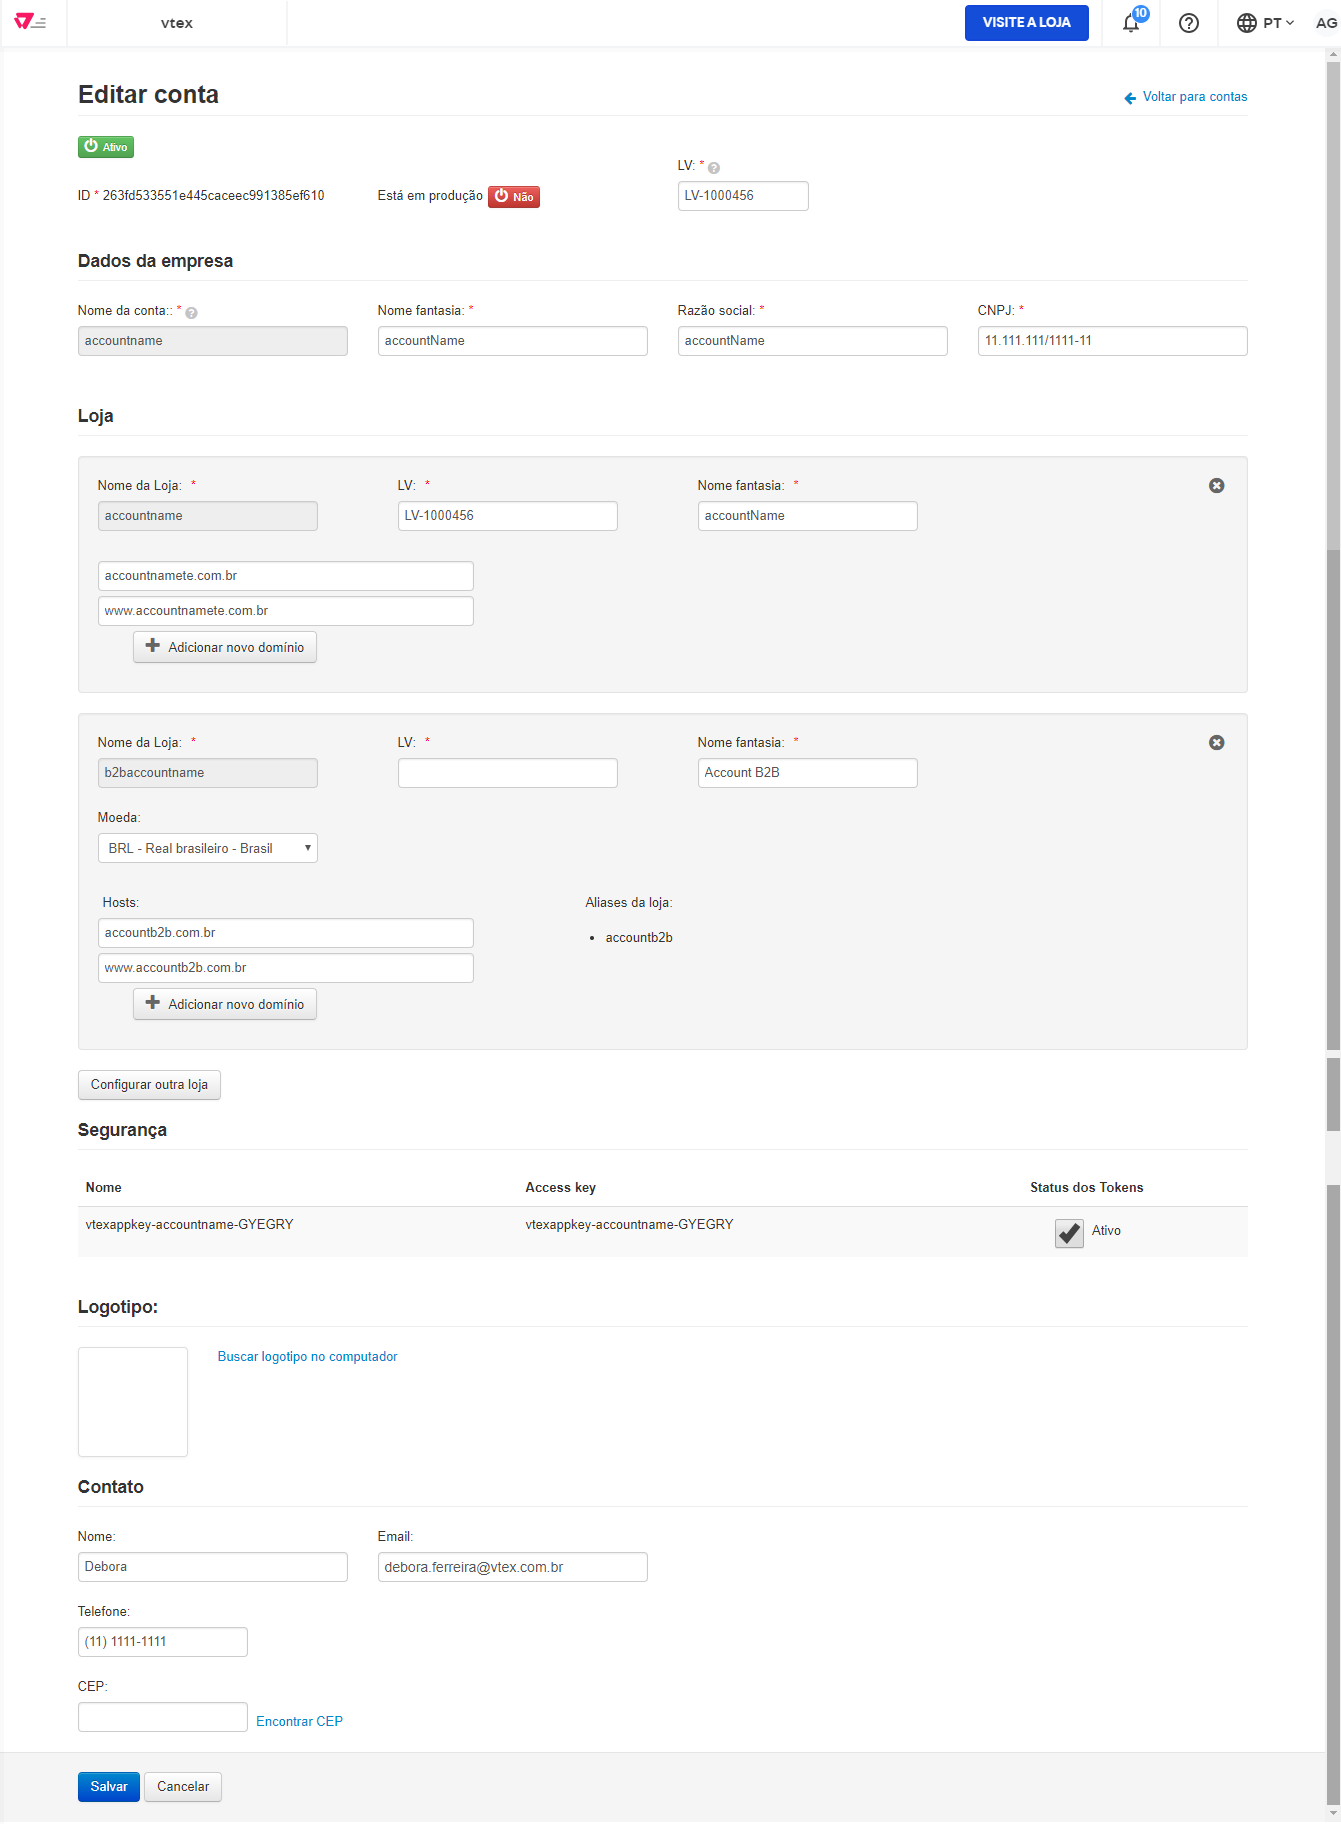 vtex
VISITE A LOJA
10
PT
AG
Editar conta
Voltar para contas
Ativo
ID * 263fd533551e445caceec991385ef610
Está em produção Não
LV: *
LV-1000456
Dados da empresa
Nome da conta:: * Nome fantasia: * Razão social: * CNPJ: *
accountname accountName accountName 11.111.111/1111-11
Loja
Nome da Loja: * LV: * Nome fantasia: *
accountname LV-1000456 accountName
accountnamete.com.br
www.accountnamete.com.br
Adicionar novo domínio
Nome da Loja: * LV: * Nome fantasia: *
b2baccountname Account B2B
Moeda:
BRL - Real brasileiro - Brasil
Hosts: Aliases da loja:
accountb2b.com.br
• accountb2b
www.accountb2b.com.br
Adicionar novo domínio
Configurar outra loja
Segurança
Nome Access key Status dos Tokens
vtexappkey-accountname-GYEGRY vtexappkey-accountname-GYEGRY Ativo
Logotipo:
Buscar logotipo no computador
Contato
Nome: Email:
Debora debora.ferreira@vtex.com.br
Telefone:
(11) 1111-1111
CEP:
Encontrar CEP
Salvar Cancelar